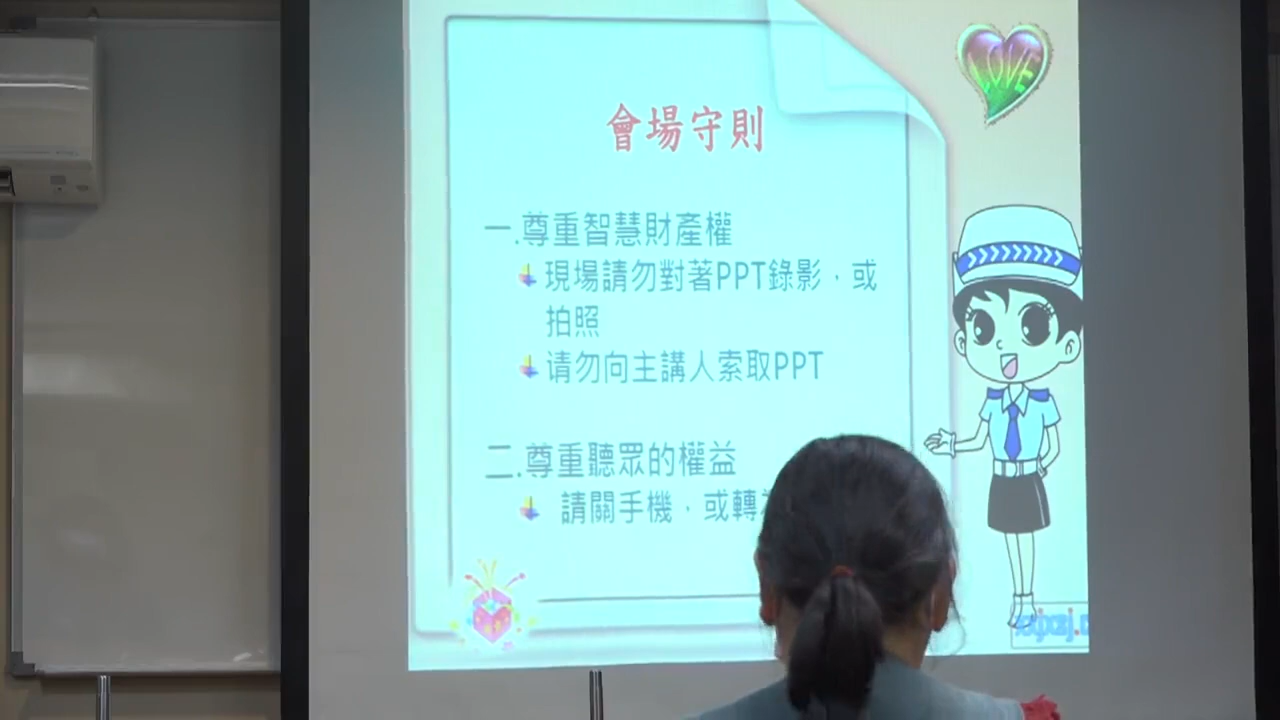 LOVE
會場守則
一.尊重智慧財產權
現場請勿對著PPT錄影，或
拍照
请勿向主講人索取PPT
二.尊重聽眾的權益
請關手機，或轉